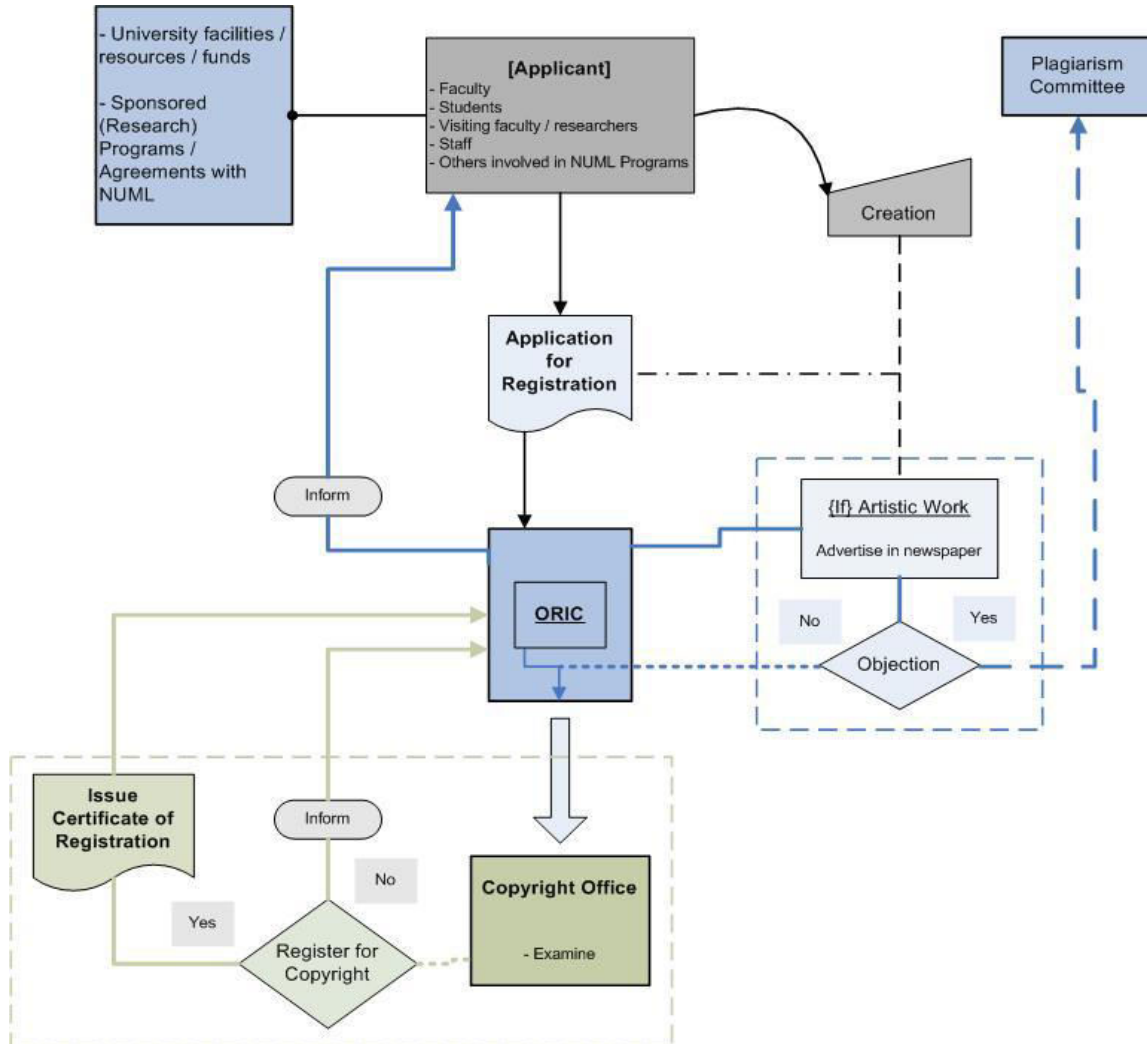 - University facilities /
resources / funds
- Sponsored
(Research)
Programs /
Agreements with
NUML
[Applicant]
- Faculty
- Students
- Visiting faculty / researchers
- Staff
- Others involved in NUML Programs
Plagiarism
Committee
Creation
Application
for
Registration
Inform
{If} Artistic Work
Advertise in newspaper
No
Yes
Objection
ORIC
Issue
Certificate of
Registration
Inform
No
Yes
Register for
Copyright
Copyright Office
- Examine